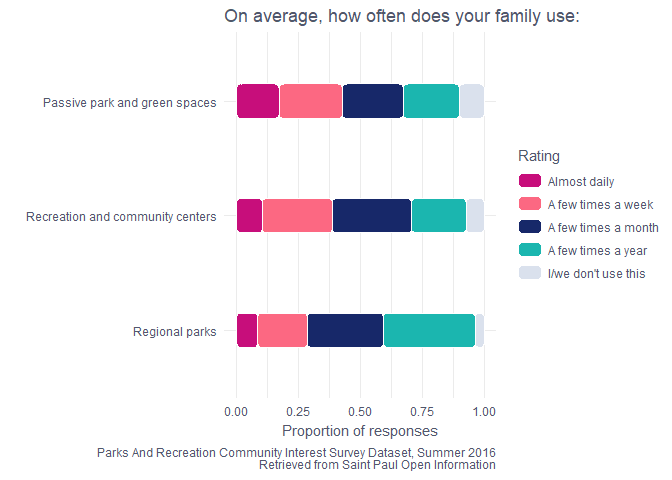 On average, how often does your family use:
Passive park and green spaces
Recreation and community centers
Regional parks
0.00 0.25 0.50 0.75 1.00
Proportion of responses
Rating
Almost daily
A few times a week
A few times a month
A few times a year
I/we don't use this
Parks And Recreation Community Interest Survey Dataset, Summer 2016
Retrieved from Saint Paul Open Information